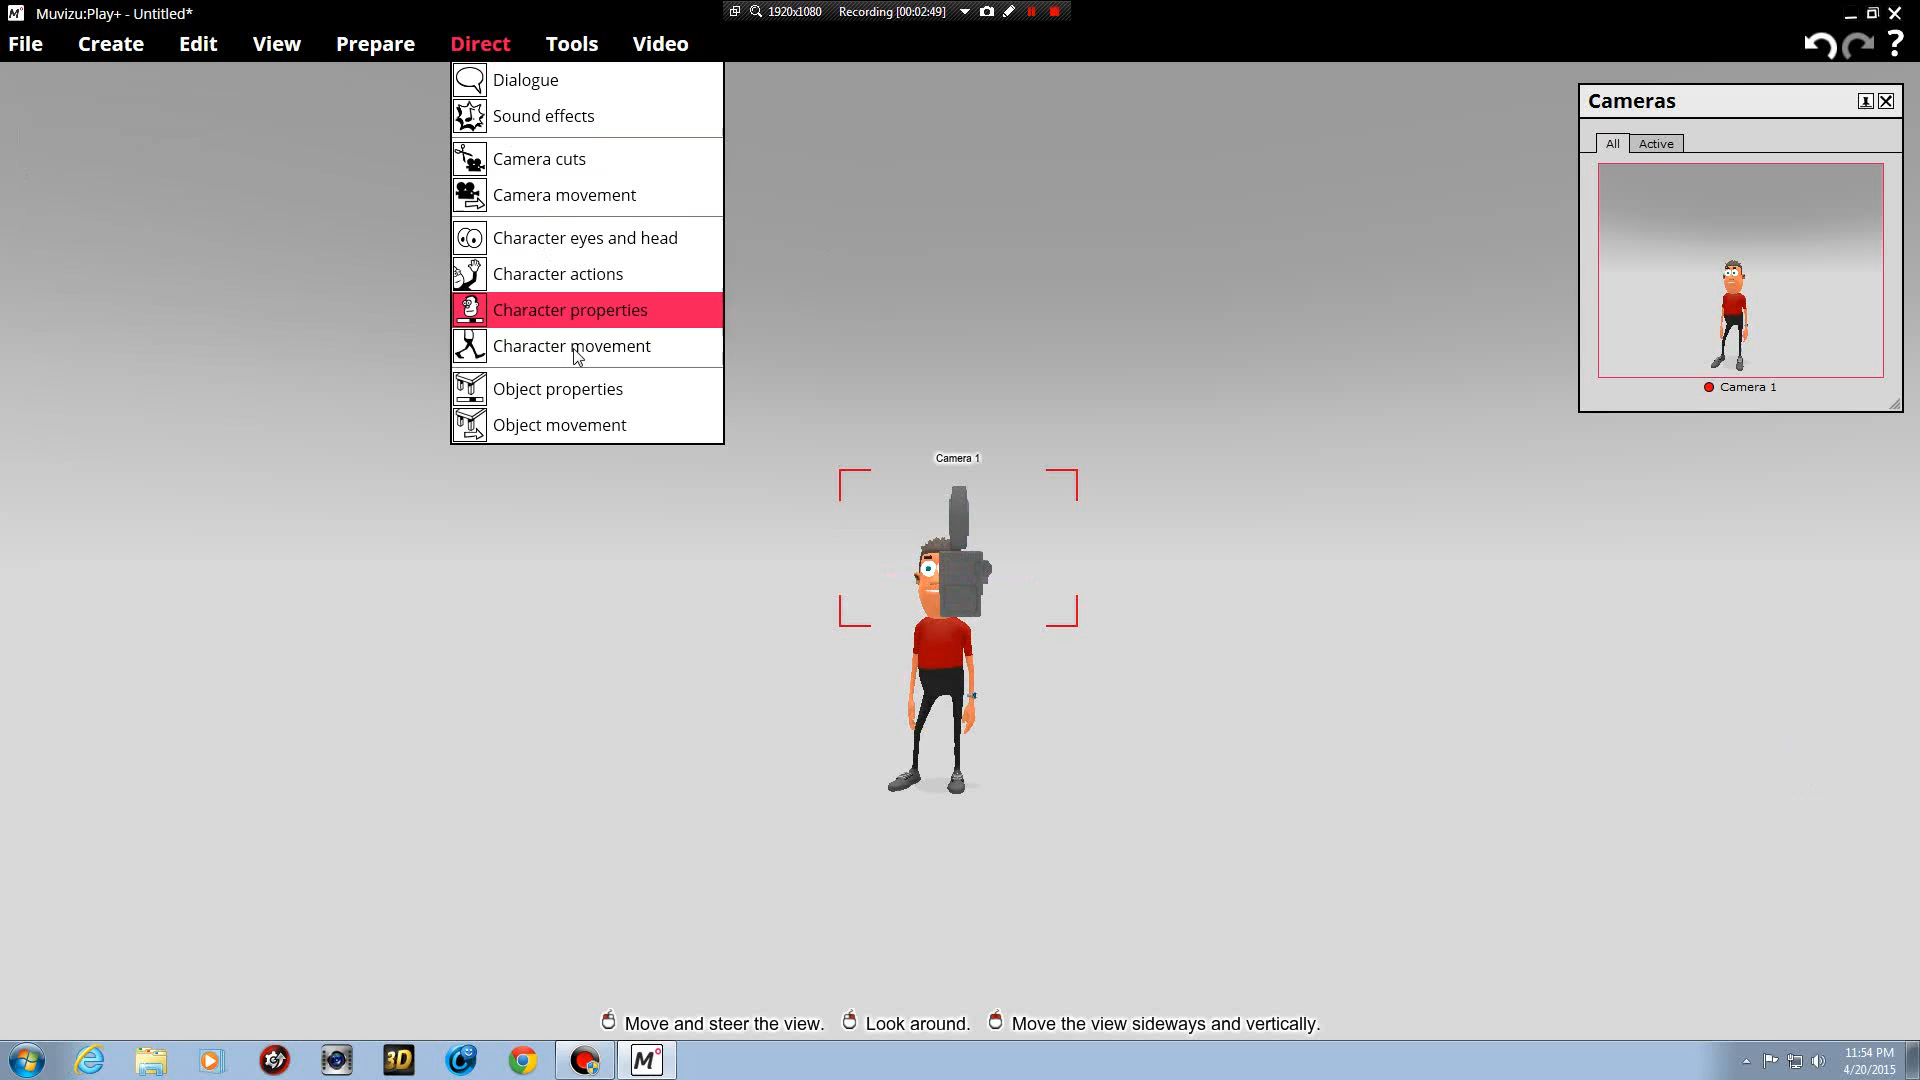 Muvizu:Play+ - Untitled*
1920x1080 Recording [00:02:49]
File Create Edit View Prepare Direct Tools Video ?
Dialogue
Sound effects
Camera cuts
Camera movement
Character eyes and head
Character actions
Character properties
Character movement
Object properties
Object movement
Cameras
All Active
Camera 1
Camera 1
Move and steer the view. Look around. Move the view sideways and vertically.
3D
M
11:54 PM
4/20/2015